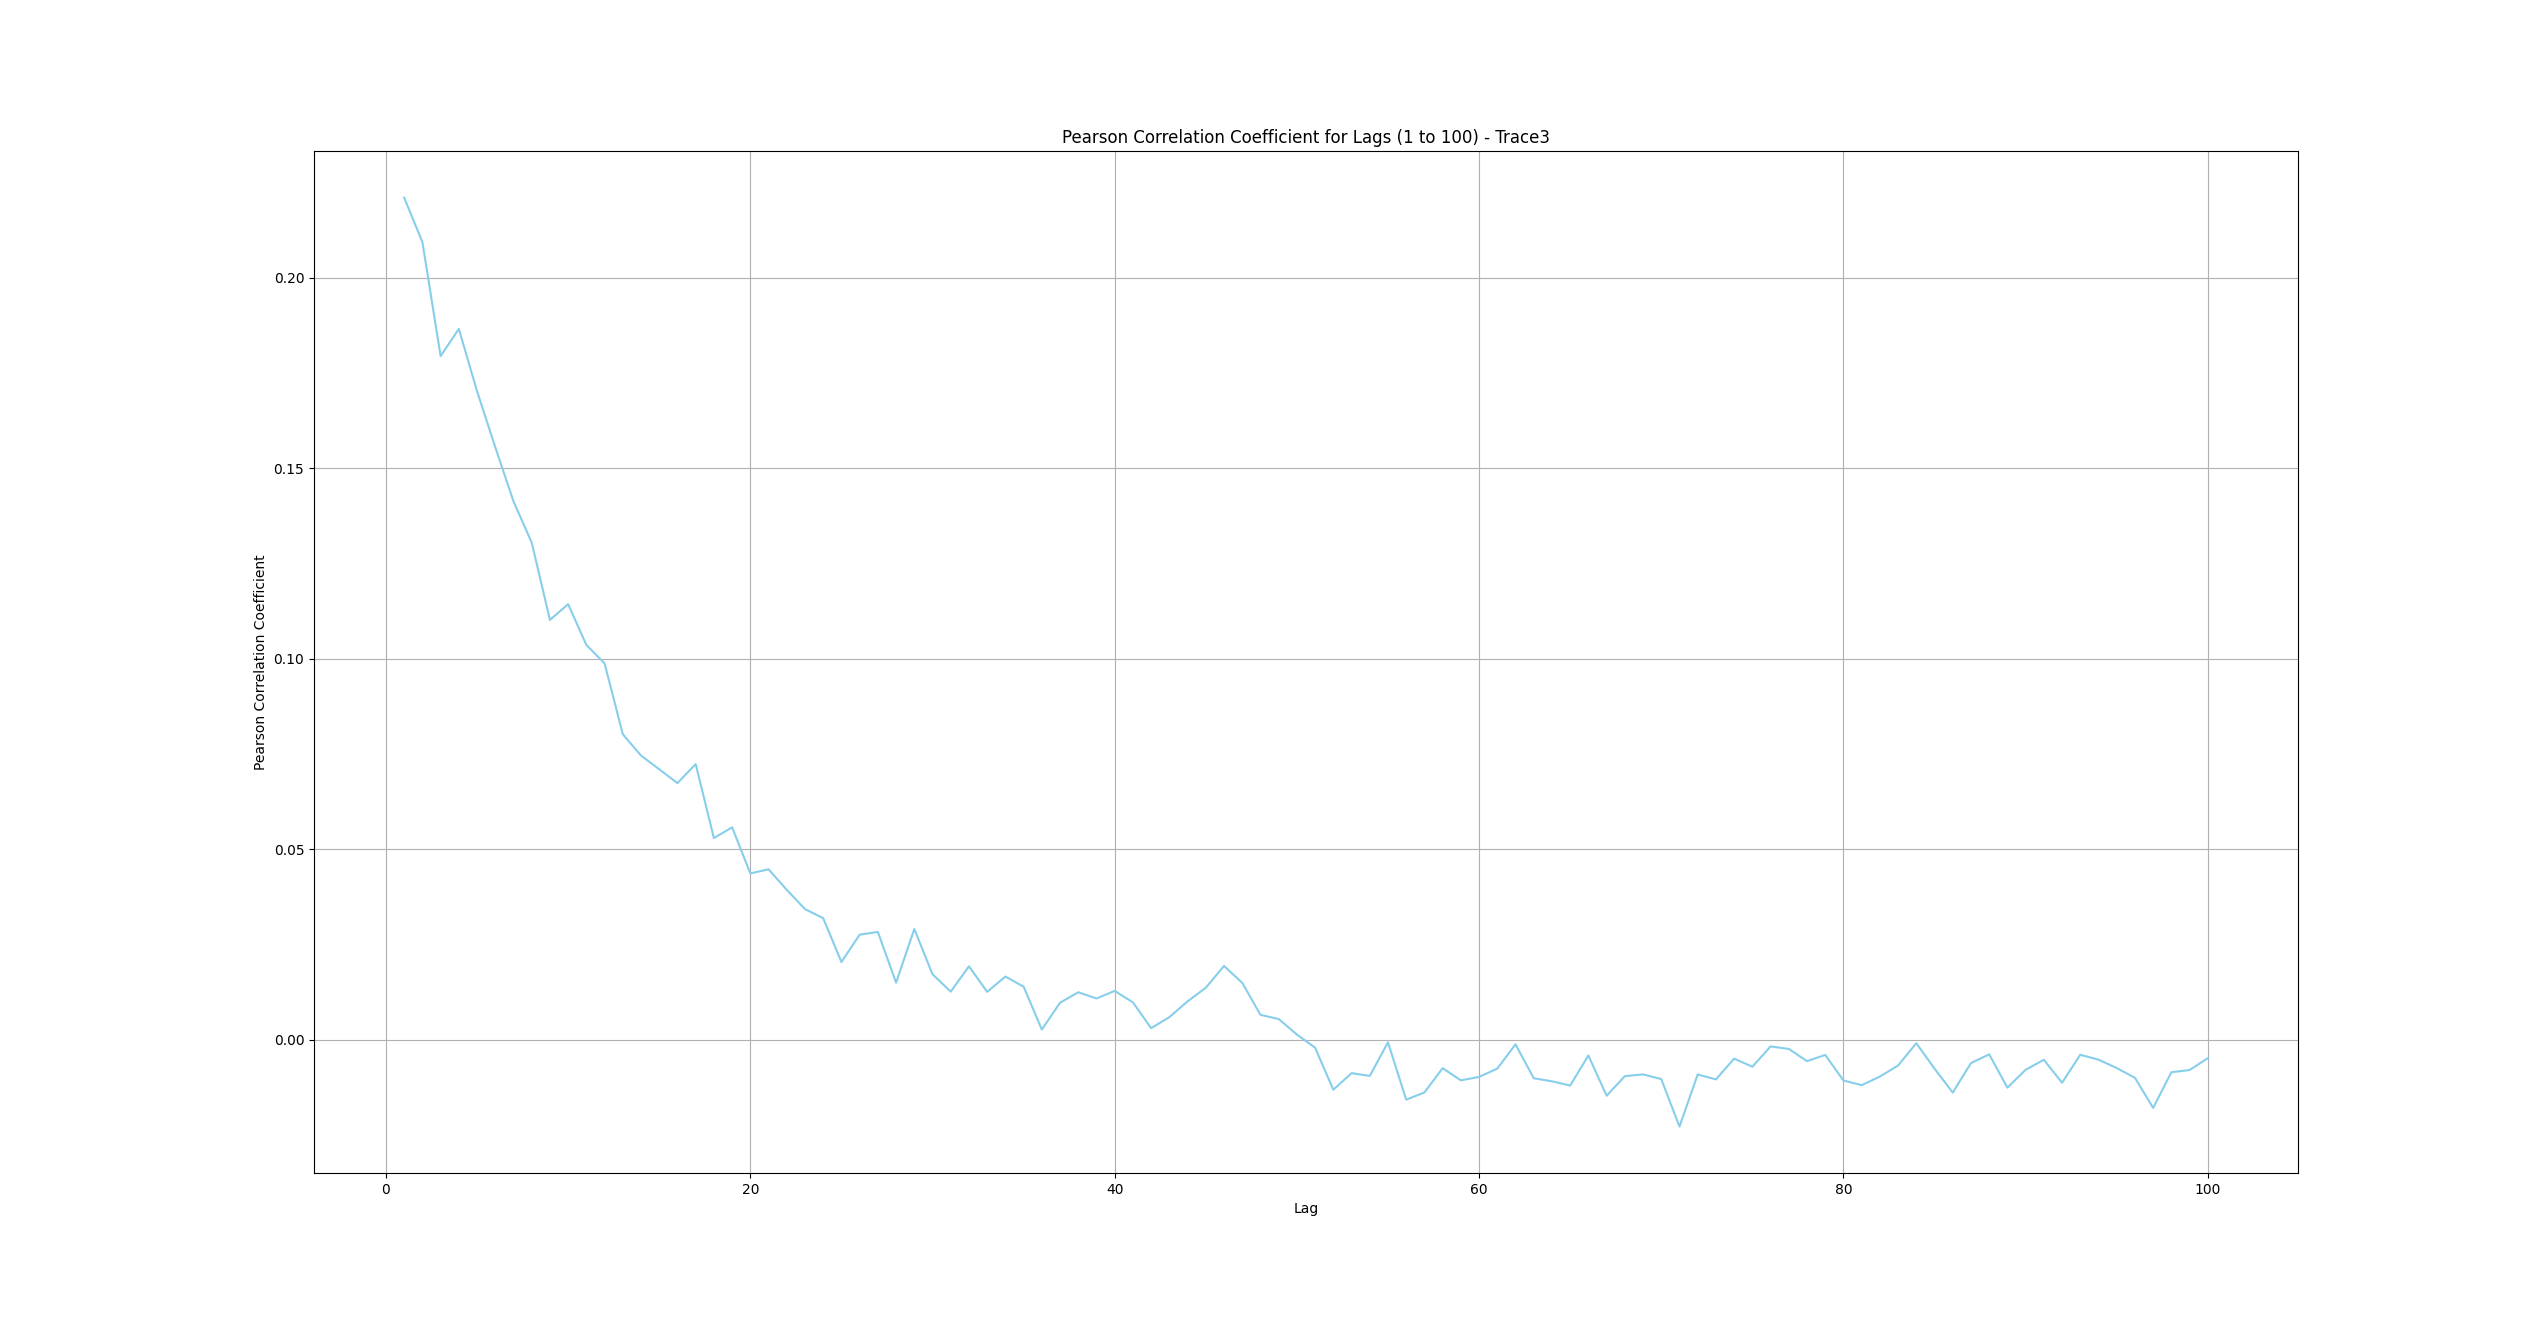 Pearson Correlation Coefficient for Lags (1 to 100) - Trace3
Pearson Correlation Coefficient
0.20
0.15
0.10
0.05
0.00
0 20 40 60 80 100
Lag